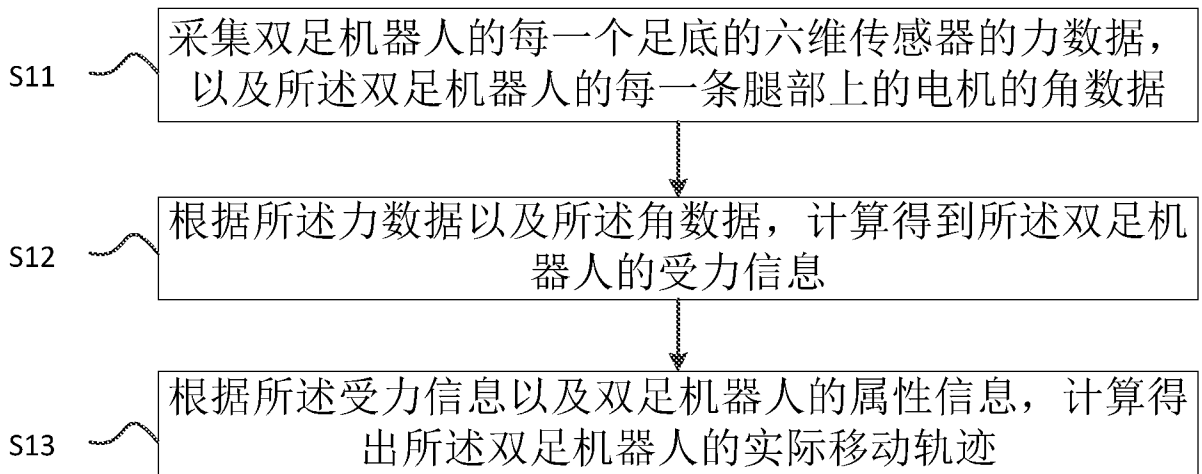 S11
采集双足机器人的每一个足底的六维传感器的力数据，
以及所述双足机器人的每一条腿部上的电机的角数据
S12
根据所述力数据以及所述角数据，计算得到所述双足机
器人的受力信息
S13
根据所述受力信息以及双足机器人的属性信息，计算得
出所述双足机器人的实际移动轨迹